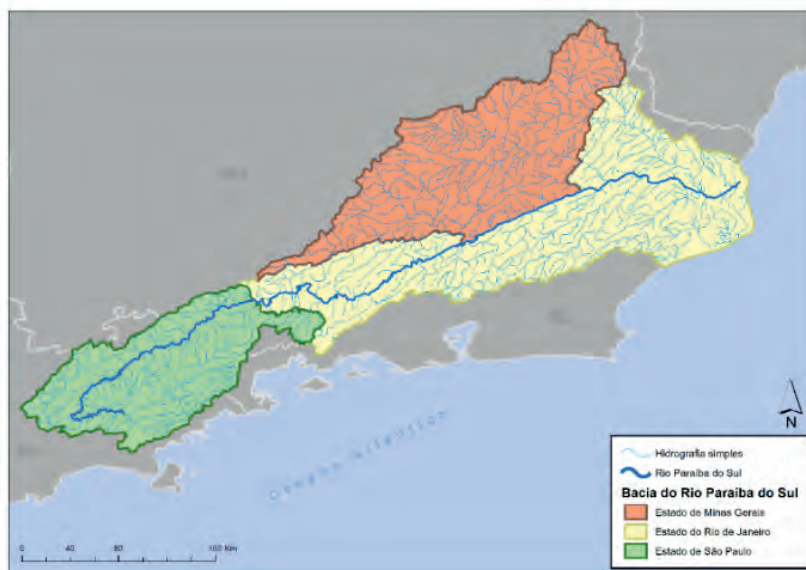 Oceano Atlântico
N
Hidrografia simples
Rio Paraíba do Sul
Bacia do Rio Paraíba do Sul
Estado de Minas Gerais
Estado do Rio de Janeiro
Estado de São Paulo
0 40 80 160 Km